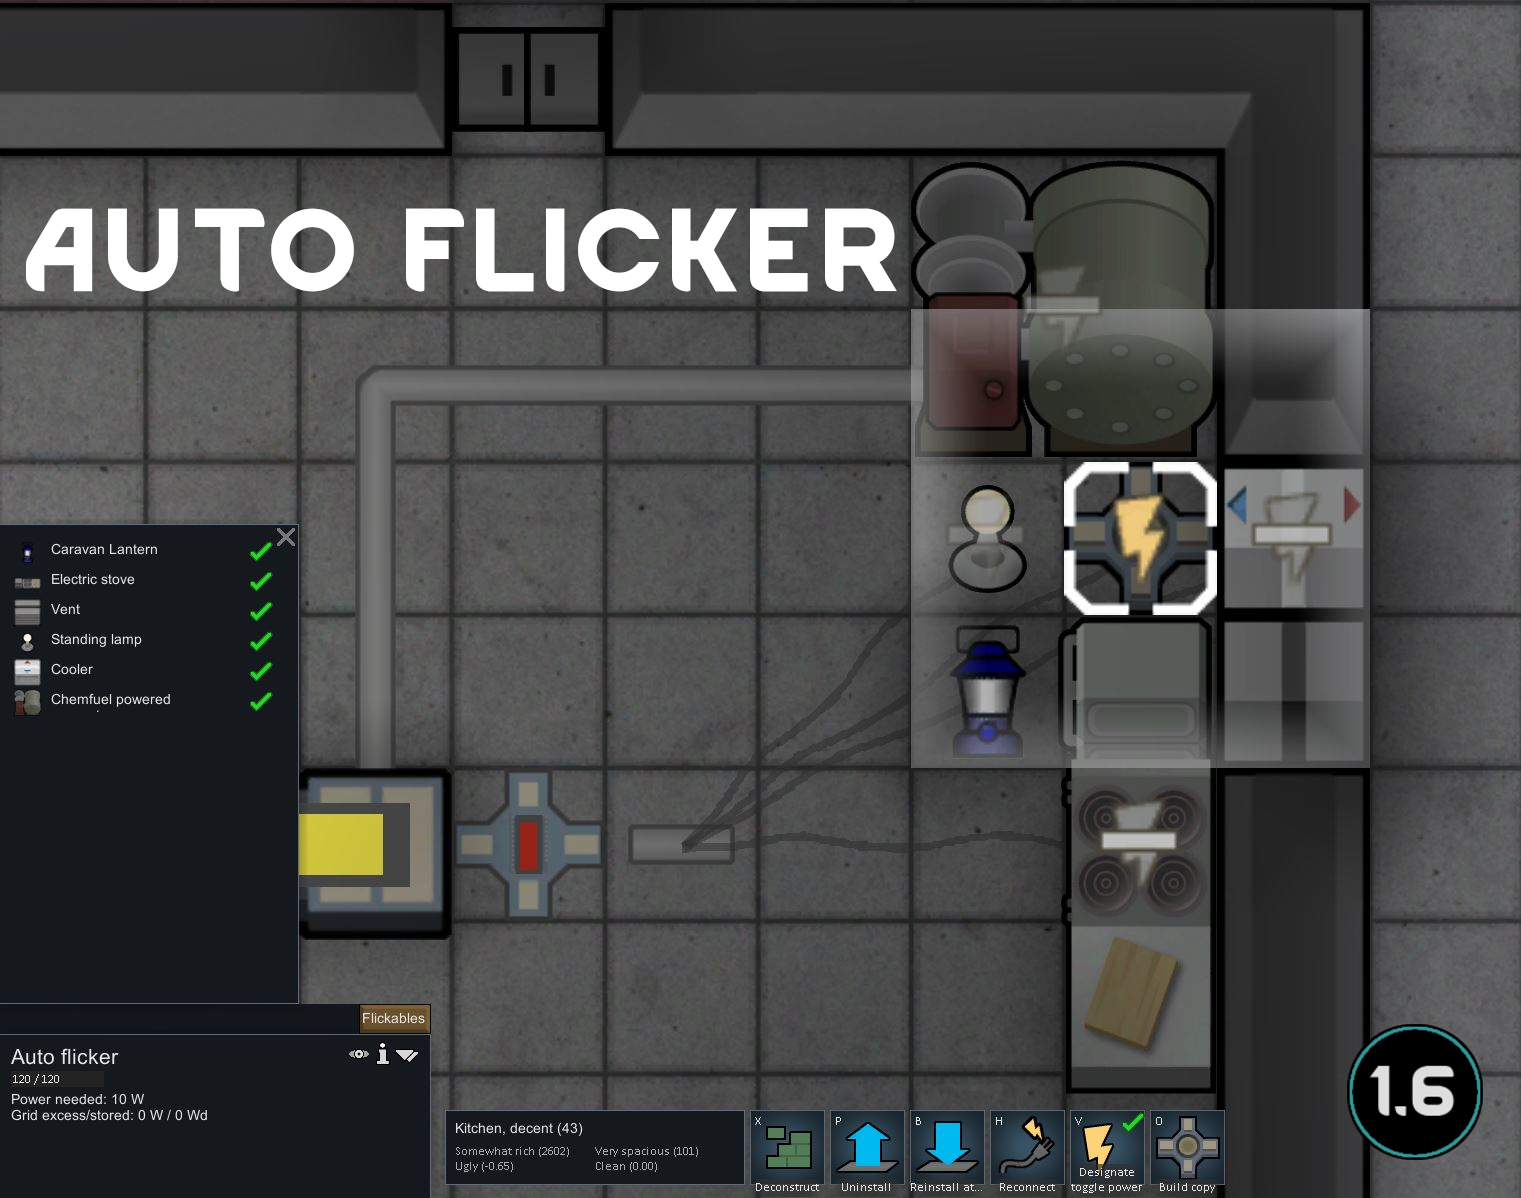 AUTO FLICKER
Caravan Lantern
Electric stove
Vent
Standing lamp
Cooler
Chemfuel powered
Flickables
Auto flicker
120 / 120
Power needed: 10 W
Grid excess/stored: 0 W / 0 Wd
Kitchen, decent (43)
Somewhat rich (2602) Very spacious (101)
Ugly (-0.65) Clean (0.00)
X P B H V O
Designate
Deconstruct Uninstall Reinstall at... Reconnect toggle power Build copy
1.6